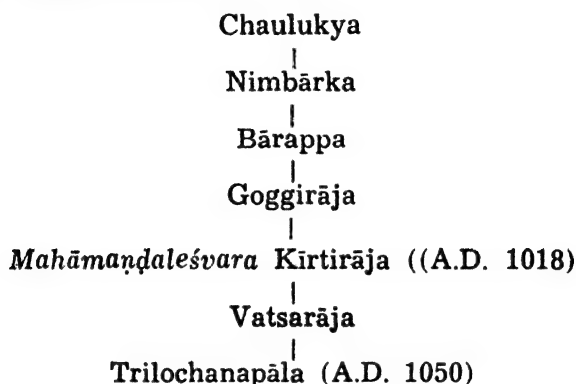 Chaulukya
|
Nimbārka
|
Bārappa
|
Goggirāja
|
Mahāmaṇḍaleśvara Kīrtirāja ((A.D. 1018)
|
Vatsarāja
|
Trilochanapāla (A.D. 1050)